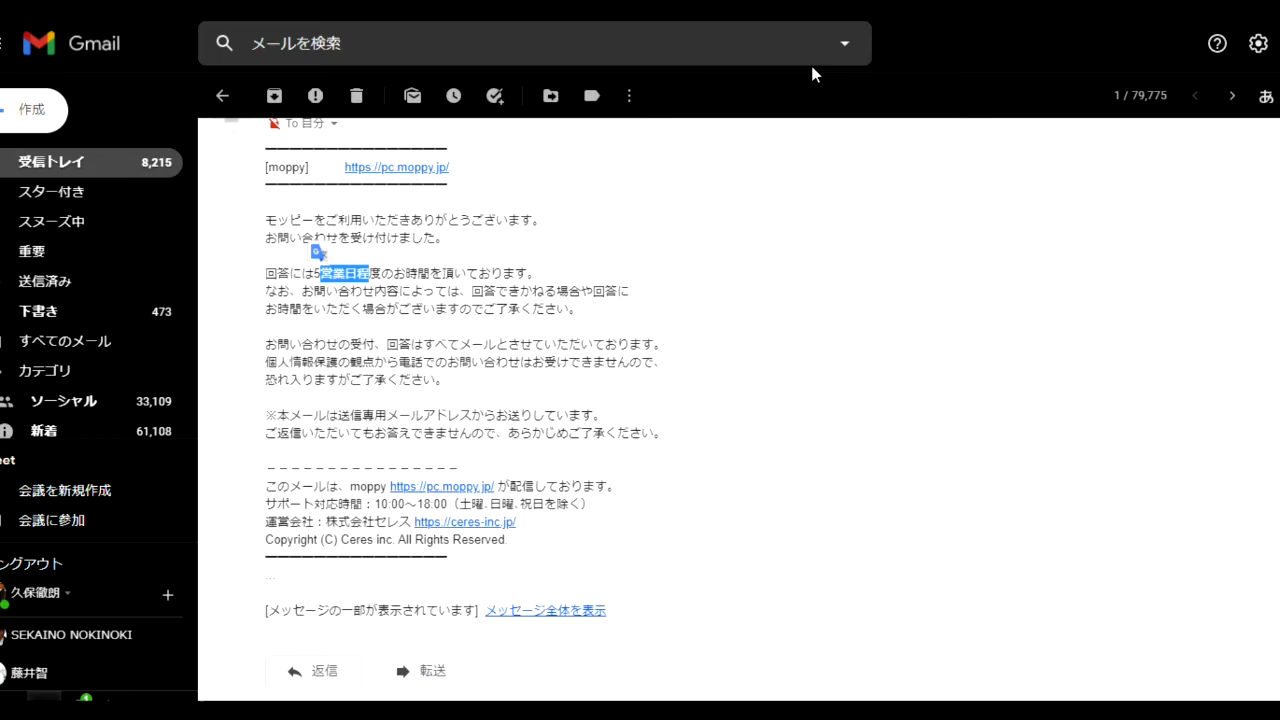 Gmail
メールを検索
作成
1 / 79,775
あ
受信トレイ 8,215
スター付き
スヌーズ中
重要
送信済み
下書き 473
すべてのメール
カテゴリ
ソーシャル 33,109
新着 61,108
eet
会議を新規作成
会議に参加
ングアウト
久保徹朗
SEKAINO NOKINOKI
藤井智
1
To 自分
━━━━━━━━━━━━━━━
[moppy] https://pc.moppy.jp/
━━━━━━━━━━━━━━━
モッピーをご利用いただきありがとうございます。
お問い合わせを受け付けました。
回答には5営業日程度のお時間を頂いております。
なお、お問い合わせ内容によっては、回答できかねる場合や回答に
お時間をいただく場合がございますのでご了承ください。
お問い合わせの受付、回答はすべてメールとさせていただいております。
個人情報保護の観点から電話でのお問い合わせはお受けできませんので、
恐れ入りますがご了承ください。
※本メールは送信専用メールアドレスからお送りしています。
ご返信いただいてもお答えできませんので、あらかじめご了承ください。
－－－－－－－－－－－－－－－－
このメールは、moppy https://pc.moppy.jp/ が配信しております。
サポート対応時間：10:00～18:00（土曜､日曜､祝日を除く）
運営会社：株式会社セレス https://ceres-inc.jp/
Copyright (C) Ceres inc. All Rights Reserved.
━━━━━━━━━━━━━━━
...
[メッセージの一部が表示されています] メッセージ全体を表示
返信
転送